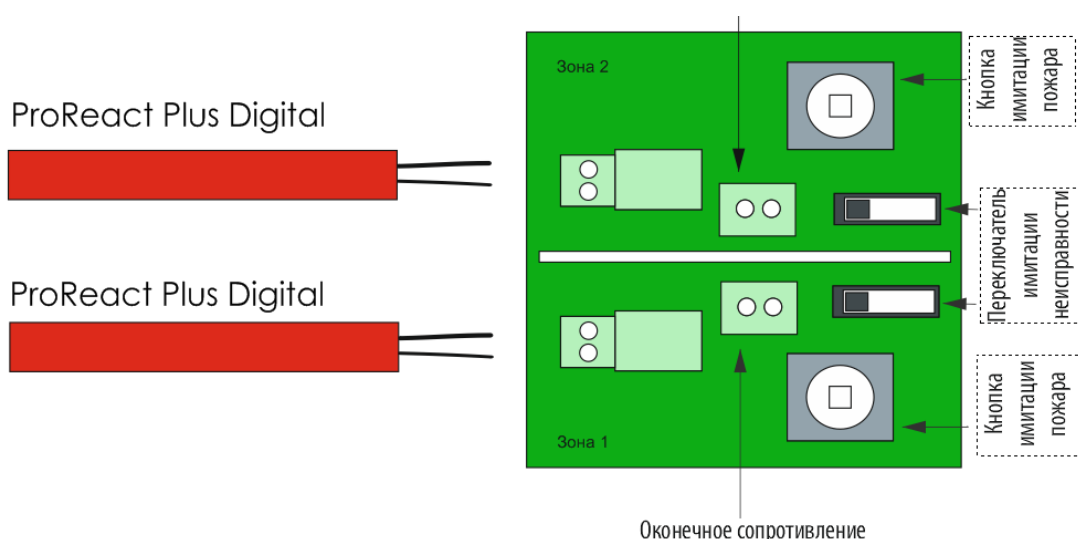 Зона 2
Кнопка
имитации
пожара
ProReact Plus Digital
Переключатель
имитации
неисправности
ProReact Plus Digital
Кнопка
имитации
пожара
Зона 1
Оконечное сопротивление